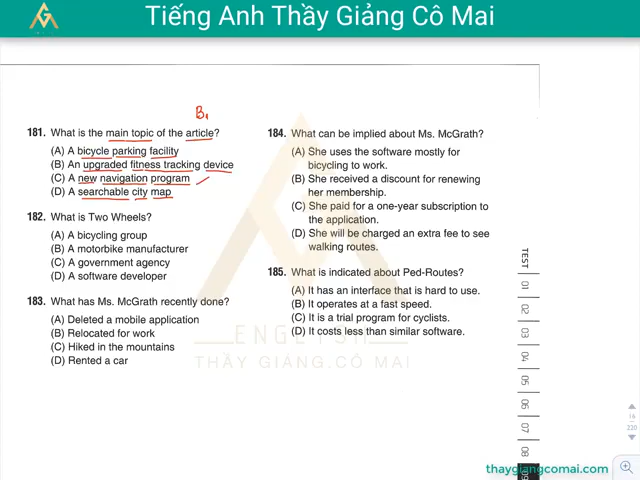 Tiếng Anh Thầy Giảng Cô Mai
B1
181. What is the main topic of the article?
(A) A bicycle parking facility
(B) An upgraded fitness tracking device
(C) A new navigation program
(D) A searchable city map
182. What is Two Wheels?
(A) A bicycling group
(B) A motorbike manufacturer
(C) A government agency
(D) A software developer
183. What has Ms. McGrath recently done?
(A) Deleted a mobile application
(B) Relocated for work
(C) Hiked in the mountains
(D) Rented a car
184. What can be implied about Ms. McGrath?
(A) She uses the software mostly for
bicycling to work.
(B) She received a discount for renewing
her membership.
(C) She paid for a one-year subscription to
the application.
(D) She will be charged an extra fee to see
walking routes.
185. What is indicated about Ped-Routes?
(A) It has an interface that is hard to use.
(B) It operates at a fast speed.
(C) It is a trial program for cyclists.
(D) It costs less than similar software.
ENGLISH
THẦY GIẢNG.CÔ MAI
TEST
01
02
03
04
05
06
07
08
09
16
220
thaygiangcomai.com